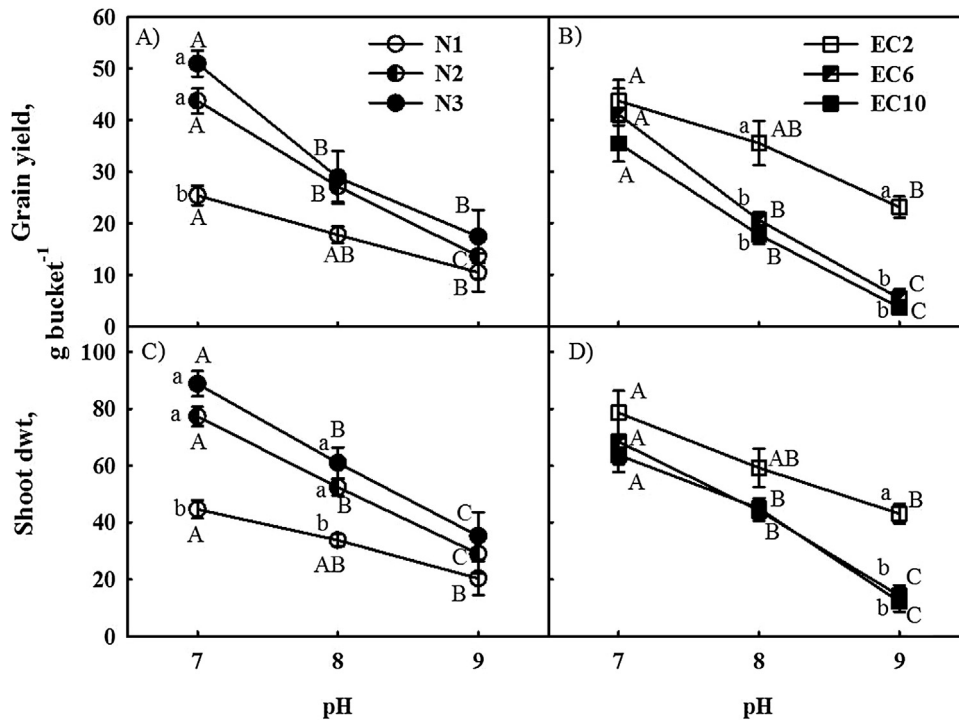 Grain yield,
g bucket⁻¹
Shoot dwt,
60
50
40
30
20
10
0
A)
N1
N2
N3
A
a
a
A
b
A
B
B
AB
B
C
B
B)
EC2
EC6
EC10
A
A
A
a
AB
b
B
b
B
a
B
b
C
b
C
100
80
60
40
20
0
C)
A
a
a
A
b
A
B
a
a
B
b
AB
C
C
B
D)
A
A
A
AB
B
B
a
B
b
C
b
C
7
8
9
7
8
9
pH
pH